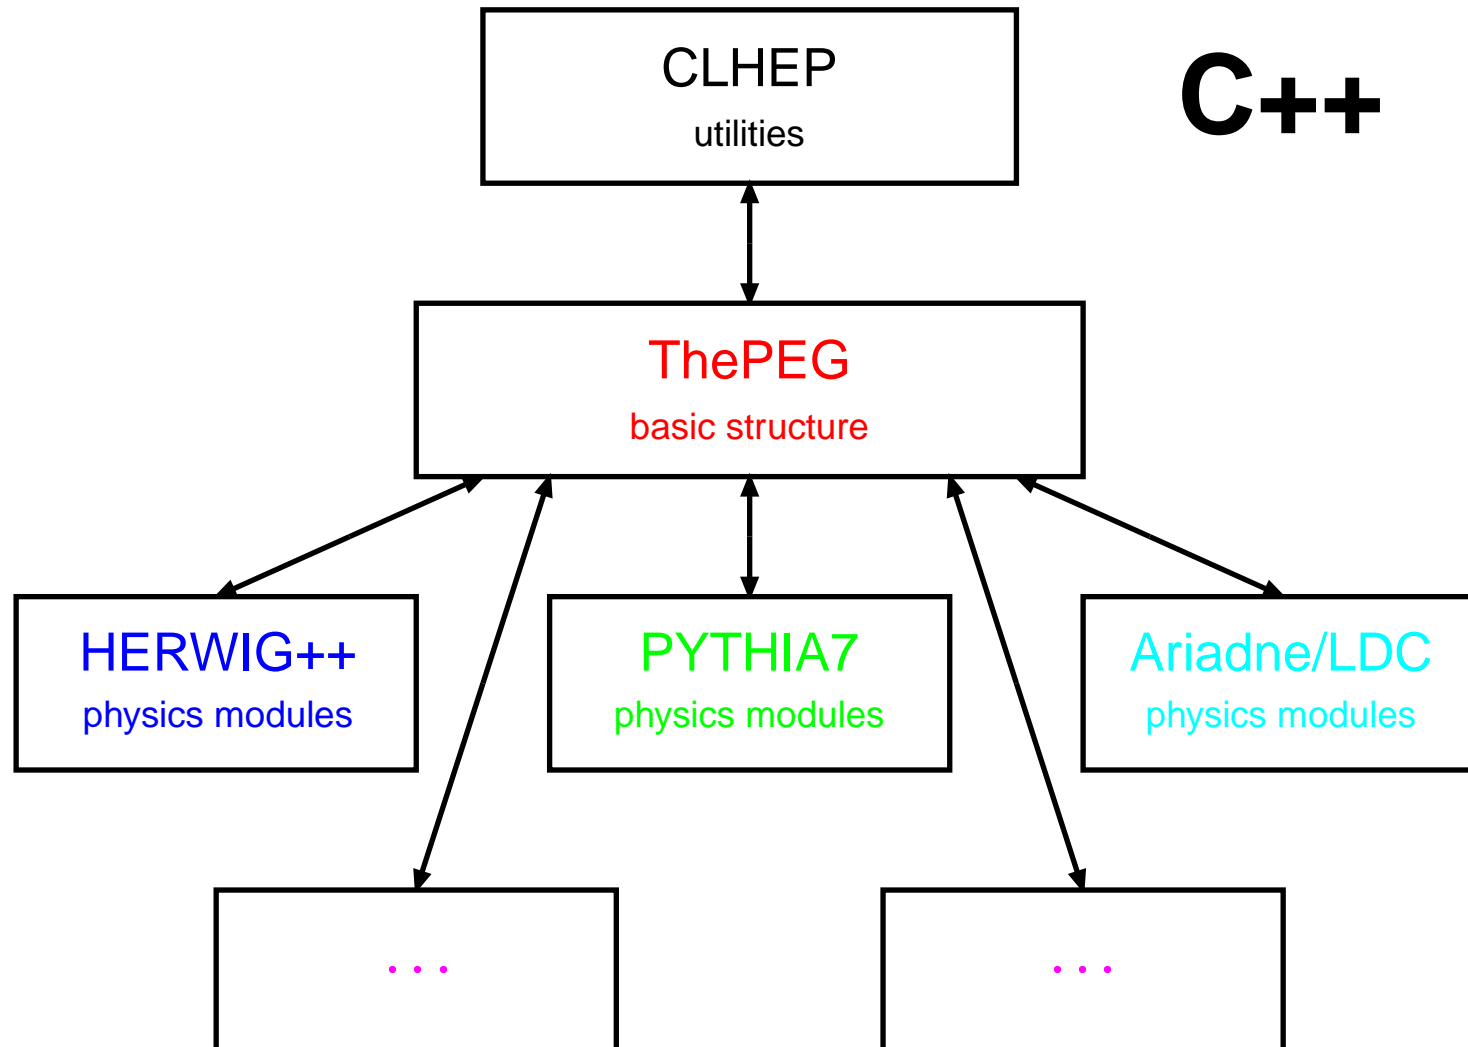 CLHEP
utilities
C++
ThePEG
basic structure
HERWIG++
physics modules
PYTHIA7
physics modules
Ariadne/LDC
physics modules
. . .
. . .